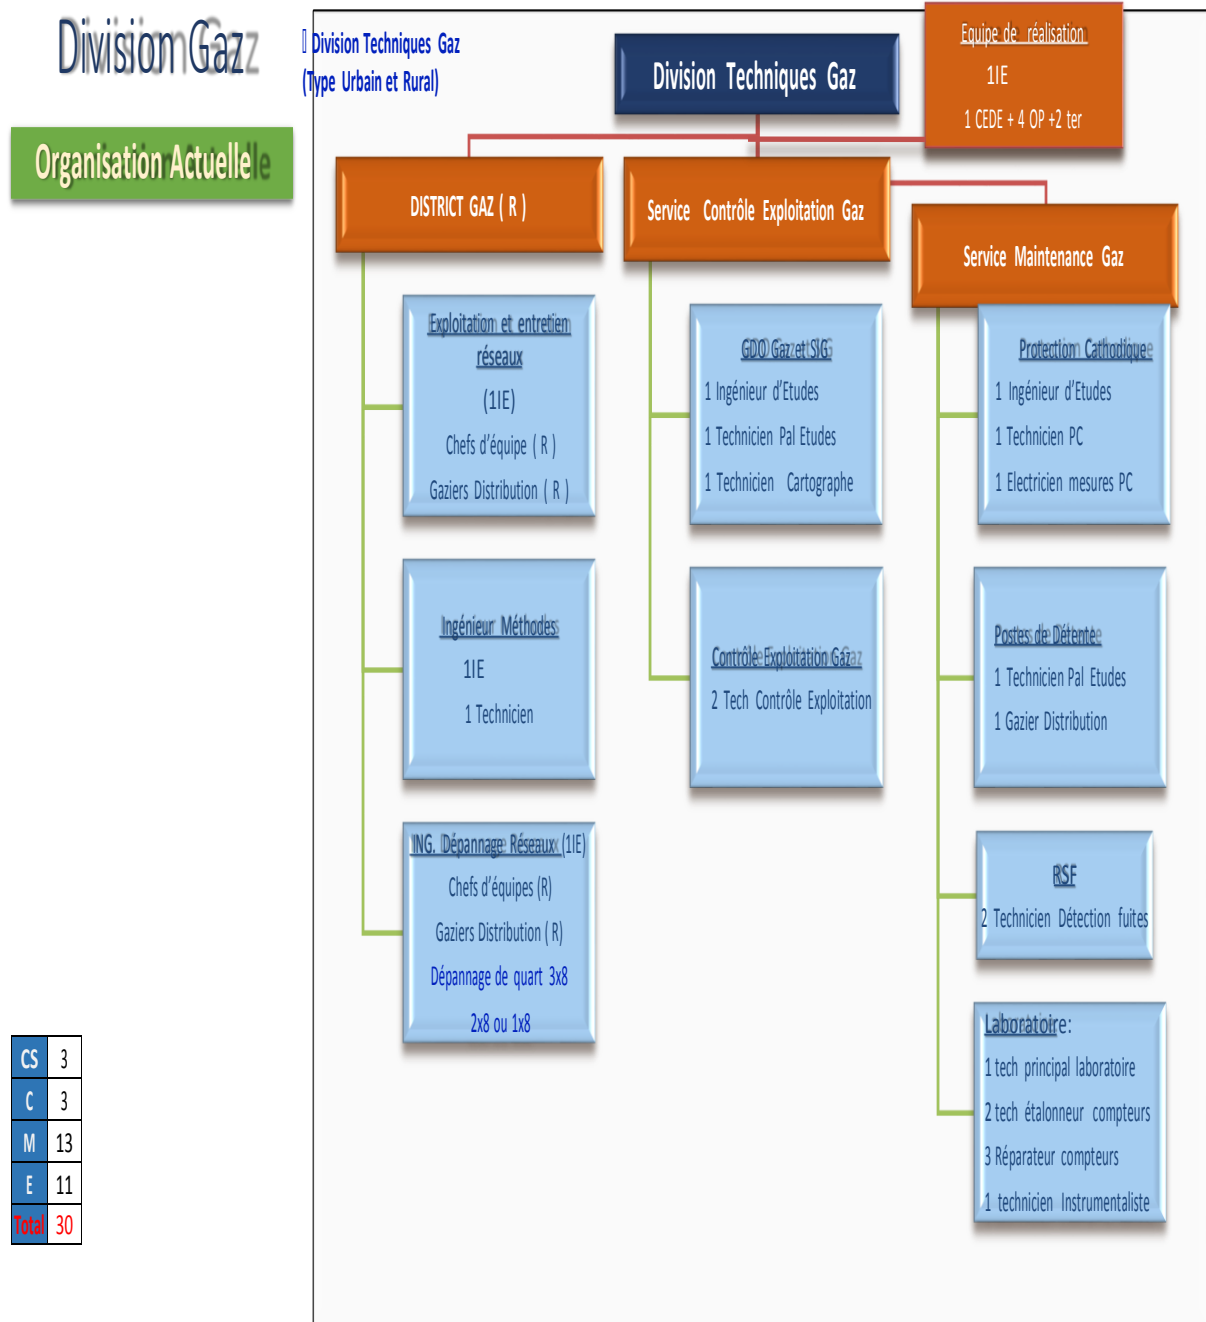 Division Gaz
Division Techniques Gaz
(Type Urbain et Rural)
Organisation Actuelle
Division Techniques Gaz
Equipe de réalisation
1IE
1 CEDE + 4 OP +2 ter
DISTRICT GAZ ( R )
Service Contrôle Exploitation Gaz
Service Maintenance Gaz
Exploitation et entretien
réseaux
(1IE)
Chefs d'équipe ( R )
Gaziers Distribution ( R )
Ingénieur Méthodes
1IE
1 Technicien
ING. Dépannage Réseaux (1IE)
Chefs d'équipes (R)
Gaziers Distribution ( R)
Dépannage de quart 3x8
2x8 ou 1x8
GDO Gaz et SIG
1 Ingénieur d'Etudes
1 Technicien Pal Etudes
1 Technicien Cartographe
Contrôle Exploitation Gaz
2 Tech Contrôle Exploitation
Protection Cathodique
1 Ingénieur d'Etudes
1 Technicien PC
1 Electricien mesures PC
Postes de Détente
1 Technicien Pal Etudes
1 Gazier Distribution
RSF
2 Technicien Détection fuites
Laboratoire:
1 tech principal laboratoire
2 tech étalonneur compteurs
3 Réparateur compteurs
1 technicien Instrumentaliste
CS 3
C 3
M 13
E 11
Total 30